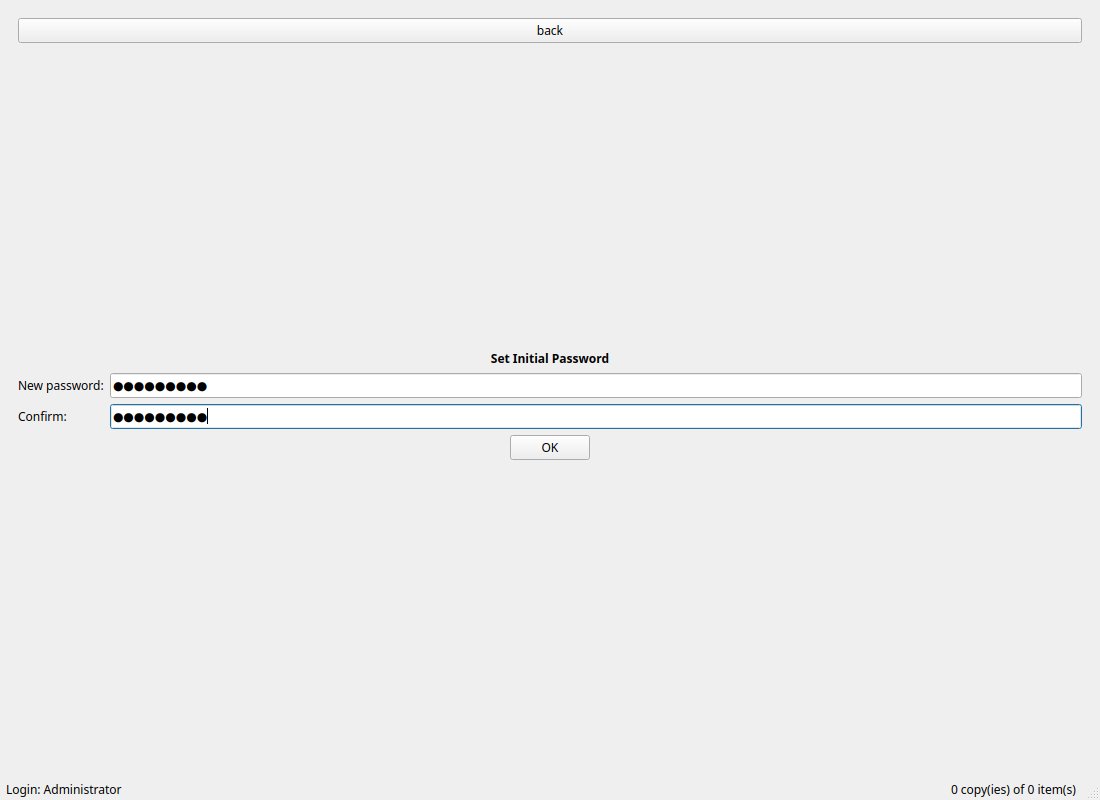 back
Set Initial Password
New password: ●●●●●●●●●
Confirm: ●●●●●●●●●
OK
Login: Administrator 0 copy(ies) of 0 item(s)